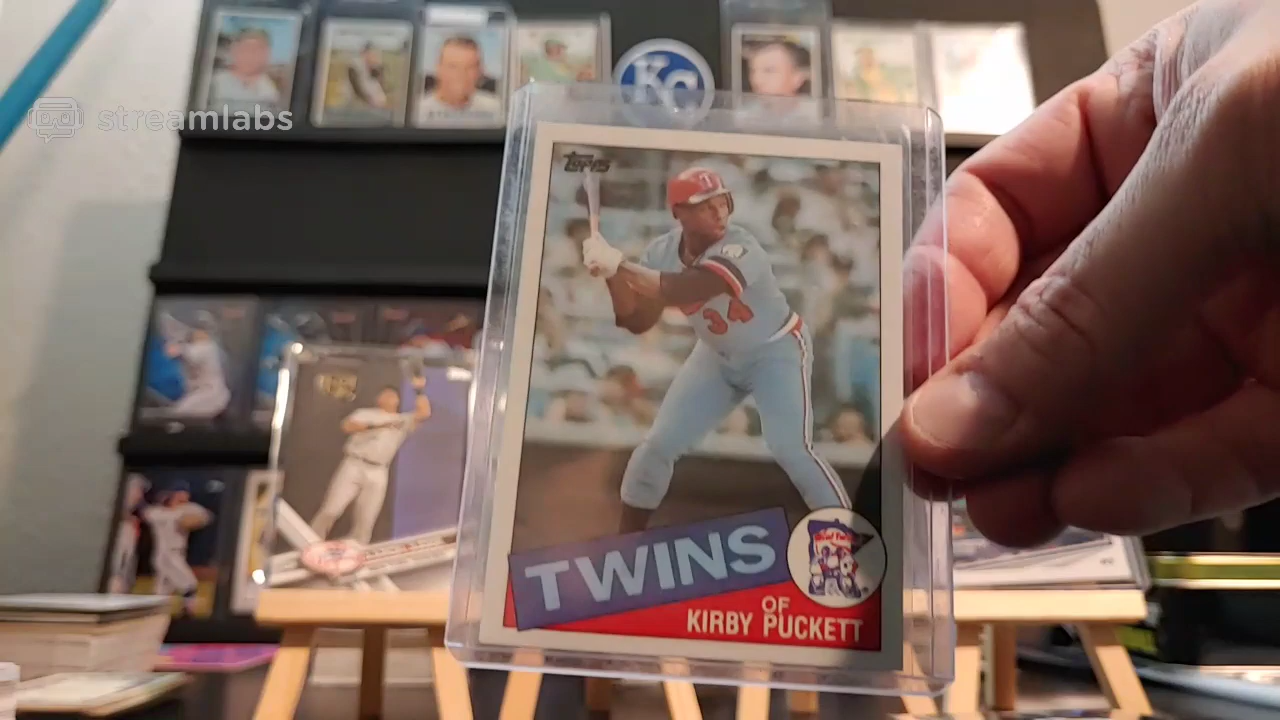 streamlabs
KC
Topps
T
34
TWINS
OF
KIRBY PUCKETT